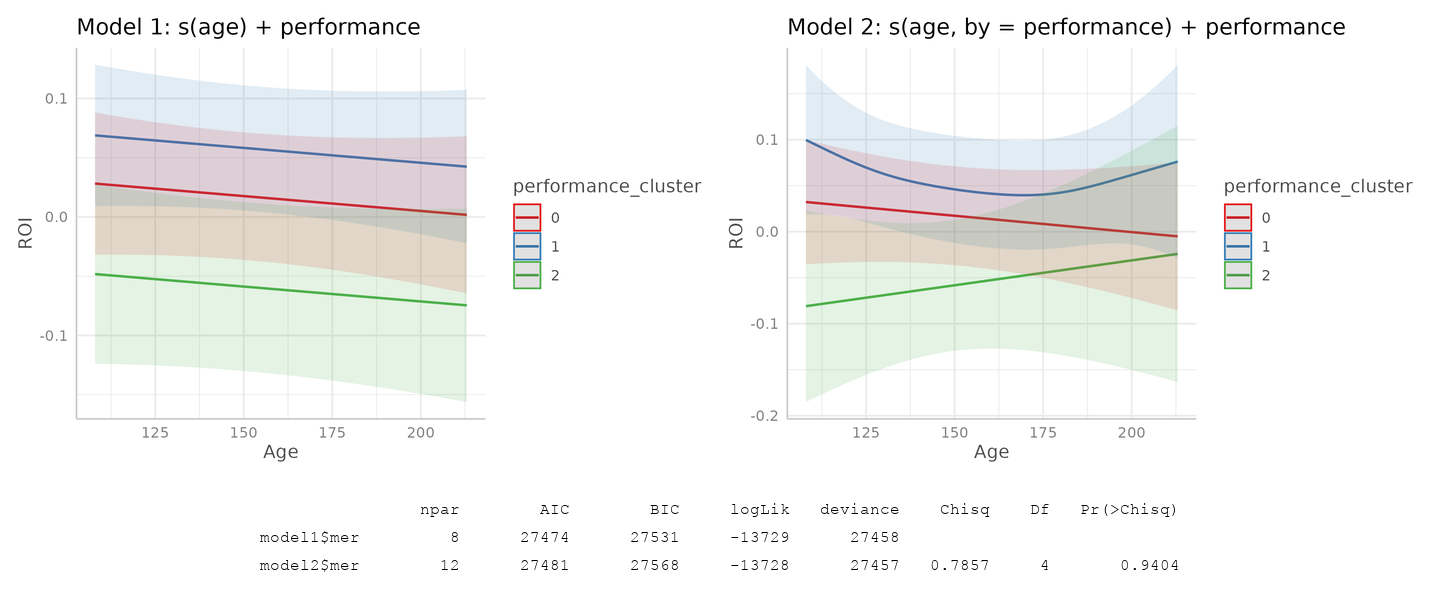 Model 1: s(age) + performance
0.1
0.0
-0.1
ROI
125 150 175 200
Age
performance_cluster
0
1
2
Model 2: s(age, by = performance) + performance
0.1
0.0
-0.1
-0.2
ROI
125 150 175 200
Age
performance_cluster
0
1
2
npar AIC BIC logLik deviance Chisq Df Pr(>Chisq)
model1$mer 8 27474 27531 -13729 27458
model2$mer 12 27481 27568 -13728 27457 0.7857 4 0.9404